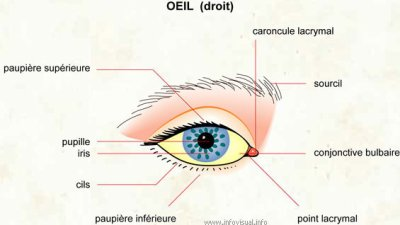 OEIL (droit)
caroncule lacrymal
paupière supérieure
sourcil
pupille
iris
conjonctive bulbaire
cils
paupière inférieure
point lacrymal
www.infovisual.info